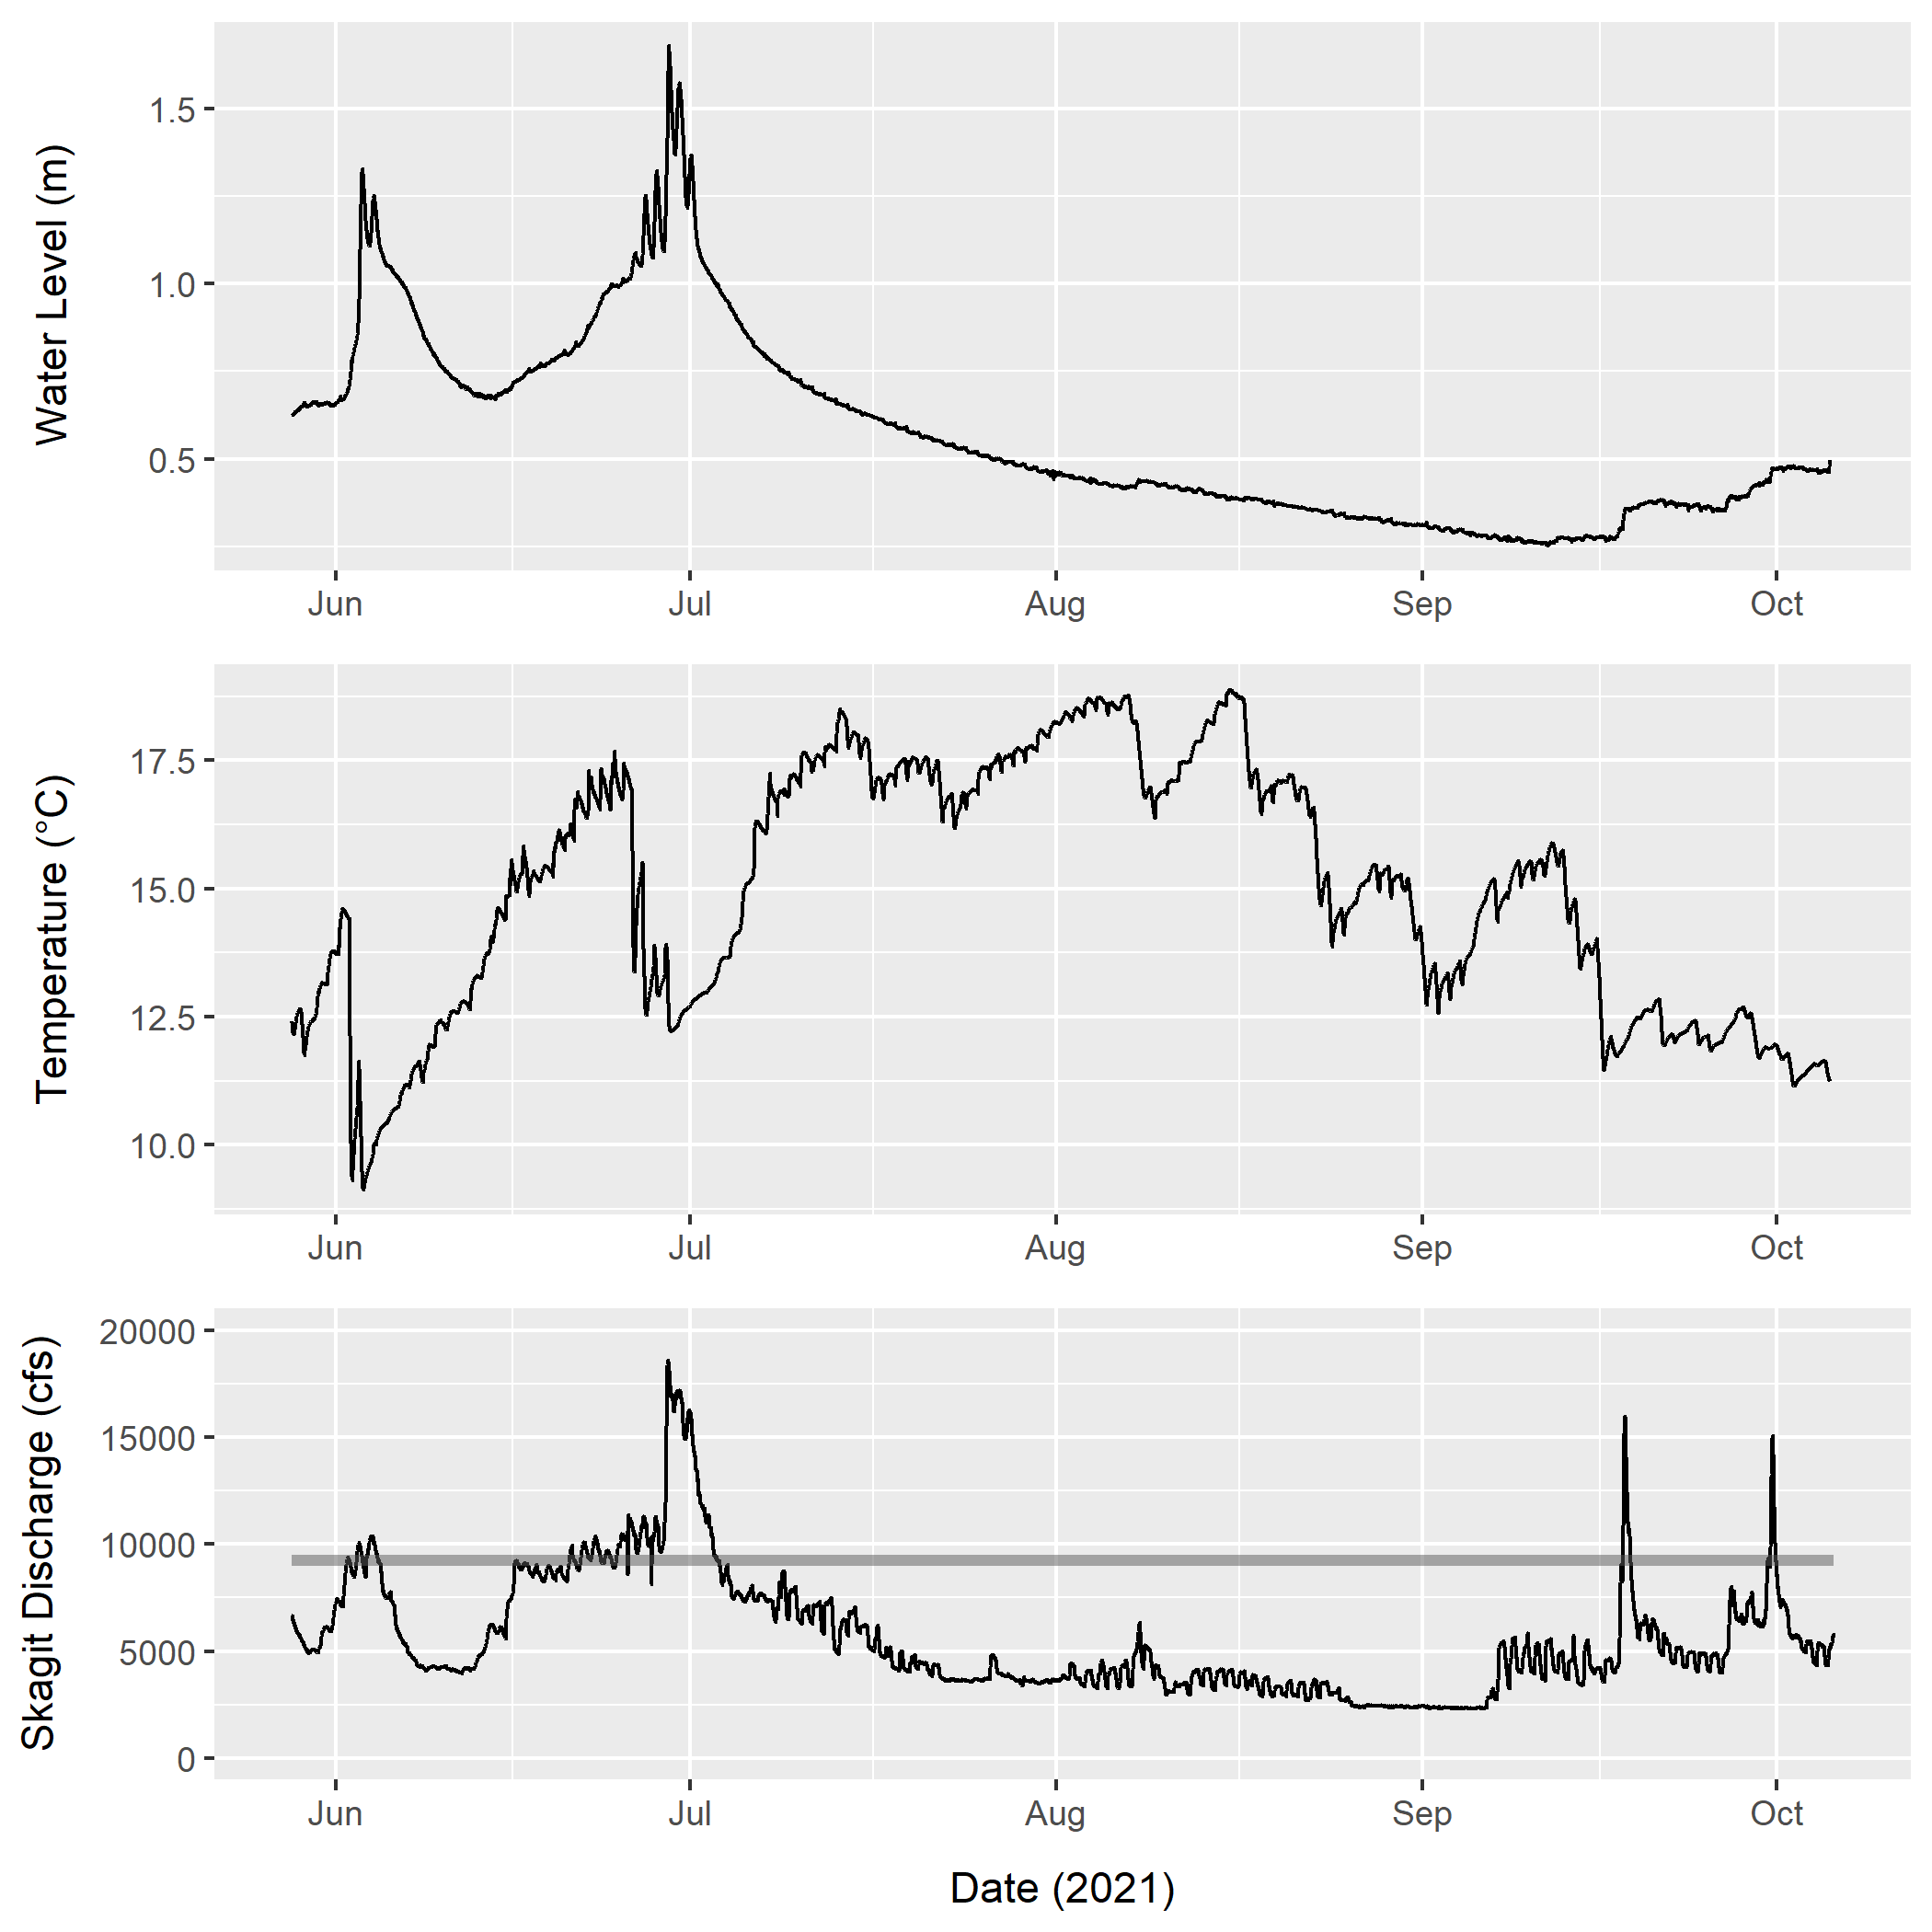 Water Level (m)
1.5
1.0
0.5
Jun Jul Aug Sep Oct
Temperature (°C)
17.5
15.0
12.5
10.0
Jun Jul Aug Sep Oct
Skagit Discharge (cfs)
20000
15000
10000
5000
0
Jun Jul Aug Sep Oct
Date (2021)